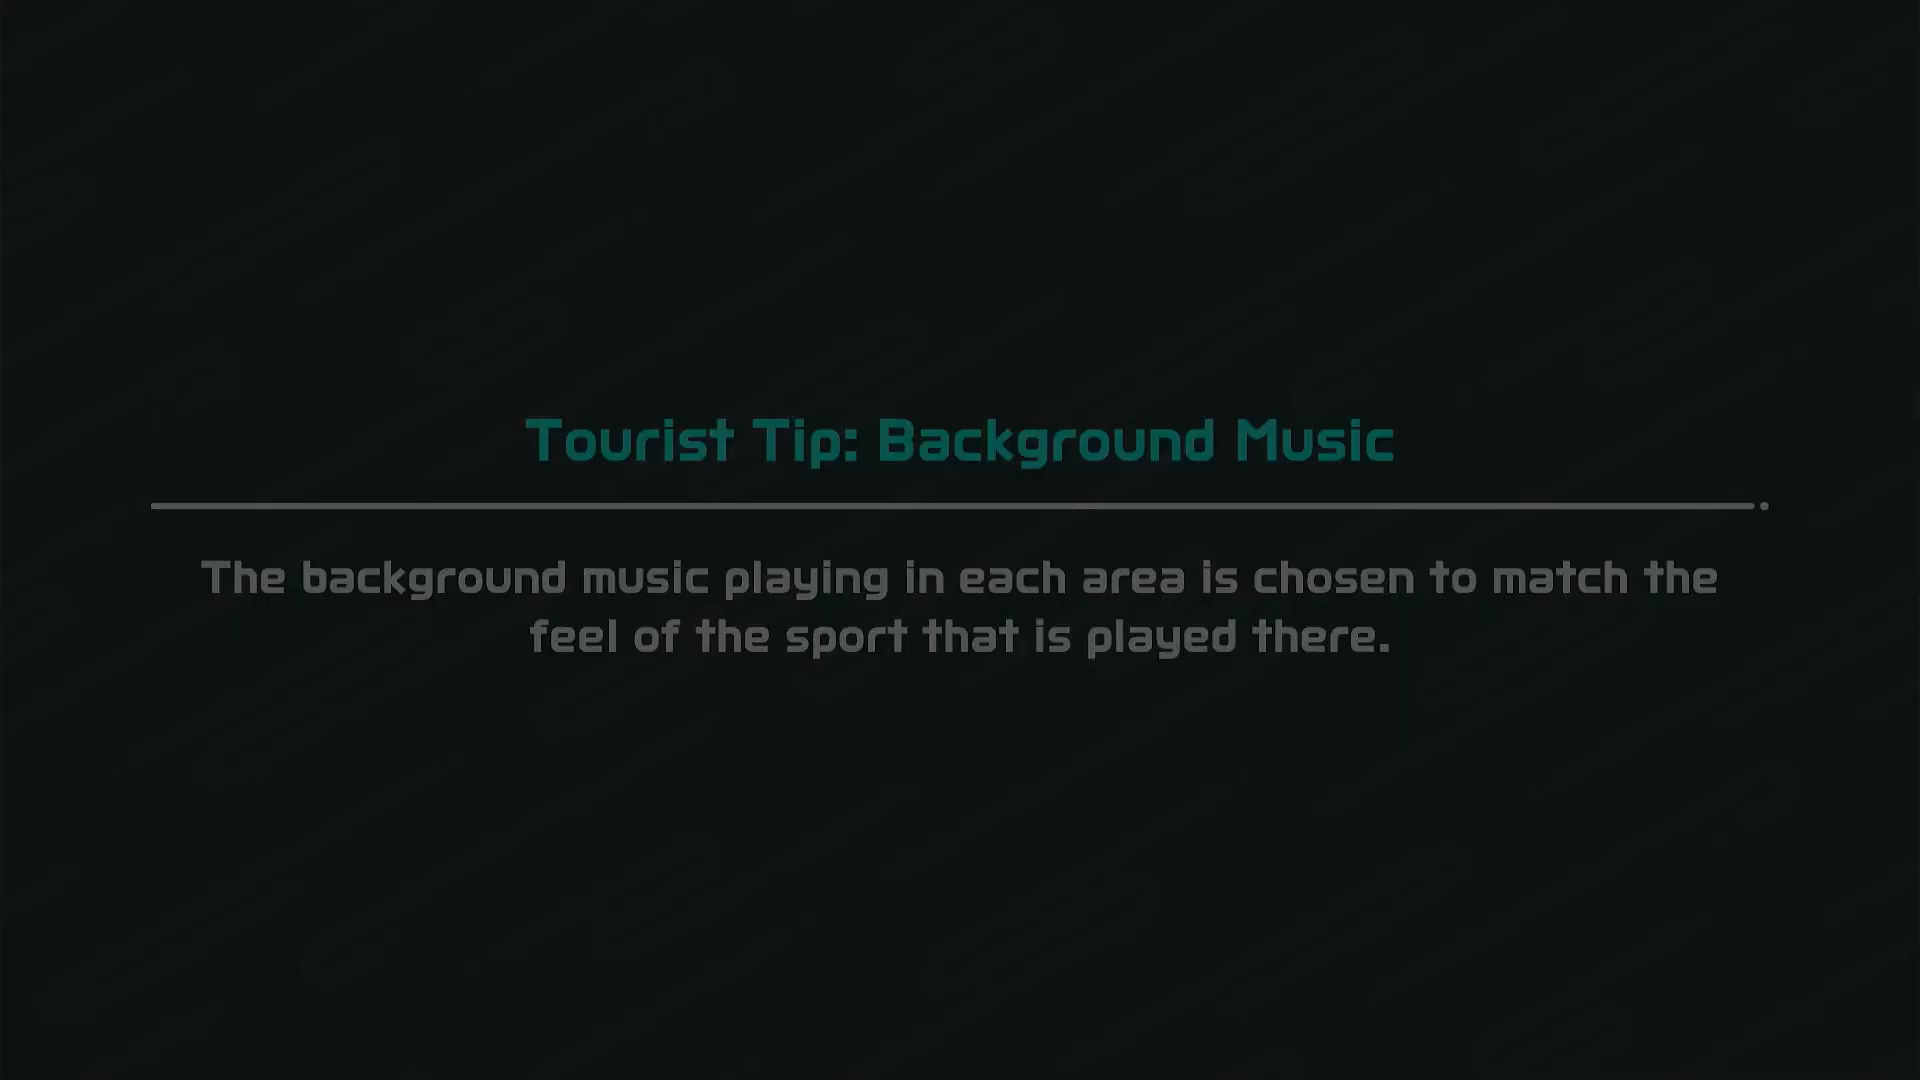 Tourist Tip: Background Music
The background music playing in each area is chosen to match the
feel of the sport that is played there.